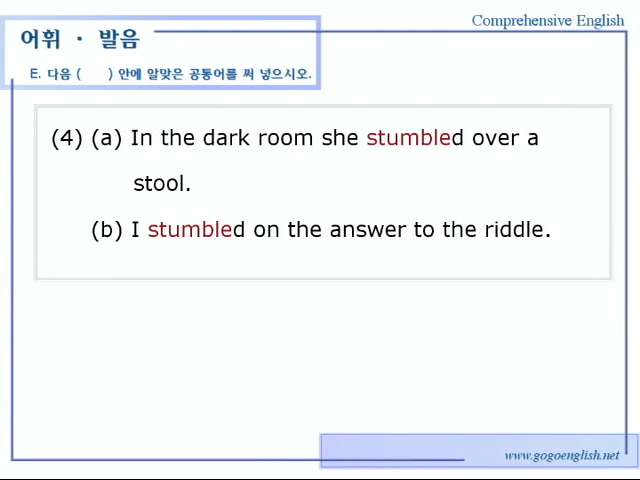 Comprehensive English
어휘 · 발음
E. 다음 ( ) 안에 알맞은 공통어를 써 넣으시오.
(4) (a) In the dark room she stumbled over a
stool.
(b) I stumbled on the answer to the riddle.
www.gogoenglish.net